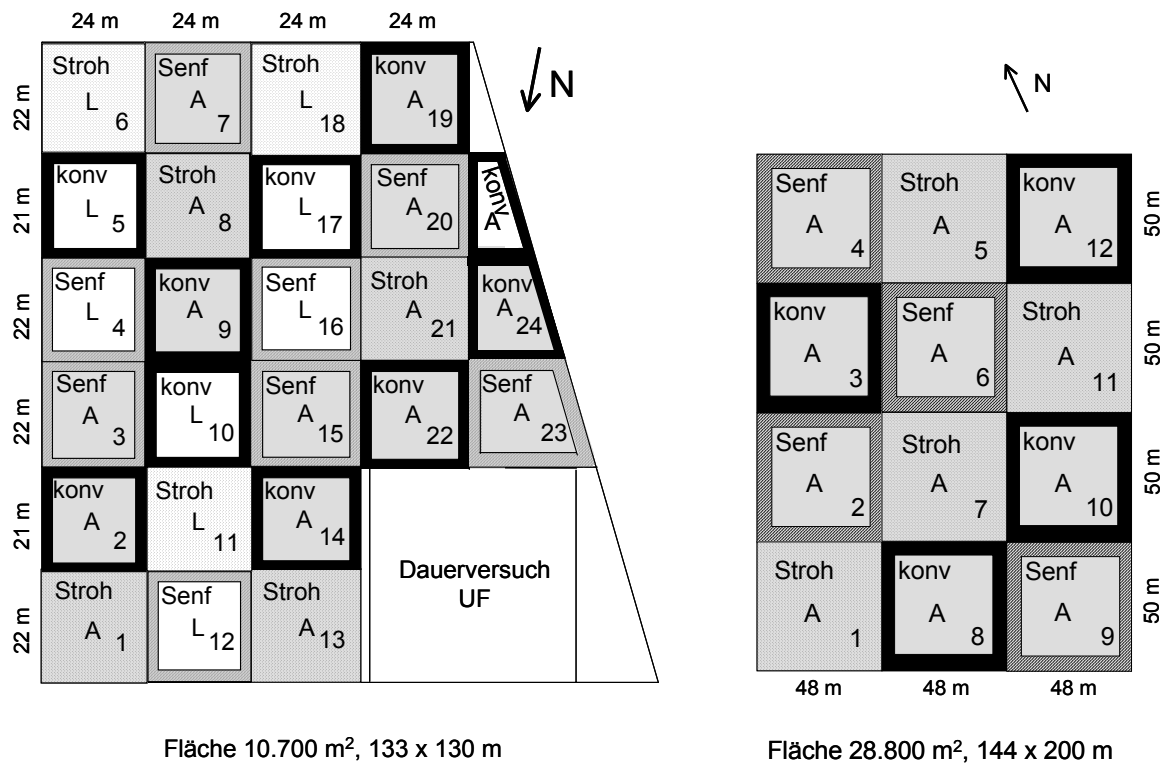 24 m 24 m 24 m 24 m
22 m
Stroh
L
6
Senf
A
7
Stroh
L
18
konv
A
19
N
21 m
konv
L
5
Stroh
A
8
konv
L
17
Senf
A
20
konv
A
22 m
Senf
L
4
konv
A
9
Senf
L
16
Stroh
A
21
konv
A
24
22 m
Senf
A
3
konv
L
10
Senf
A
15
konv
A
22
Senf
A
23
21 m
konv
A
2
Stroh
L
11
konv
A
14
22 m
Stroh
A
1
Senf
L
12
Stroh
A
13
Dauerversuch
UF
Fläche 10.700 m², 133 x 130 m
N
Senf
A
4
Stroh
A
5
konv
A
12
50 m
konv
A
3
Senf
A
6
Stroh
A
11
50 m
Senf
A
2
Stroh
A
7
konv
A
10
50 m
Stroh
A
1
konv
A
8
Senf
A
9
50 m
48 m 48 m 48 m
Fläche 28.800 m², 144 x 200 m